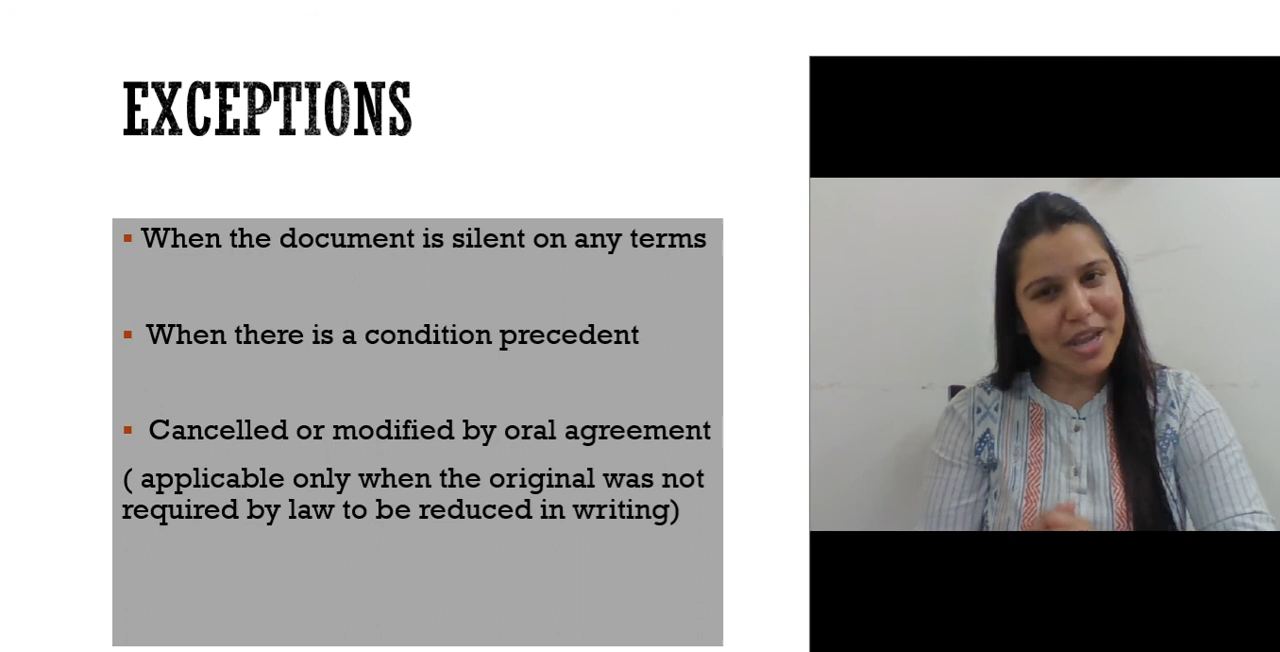 EXCEPTIONS
When the document is silent on any terms
When there is a condition precedent
Cancelled or modified by oral agreement
( applicable only when the original was not
required by law to be reduced in writing)